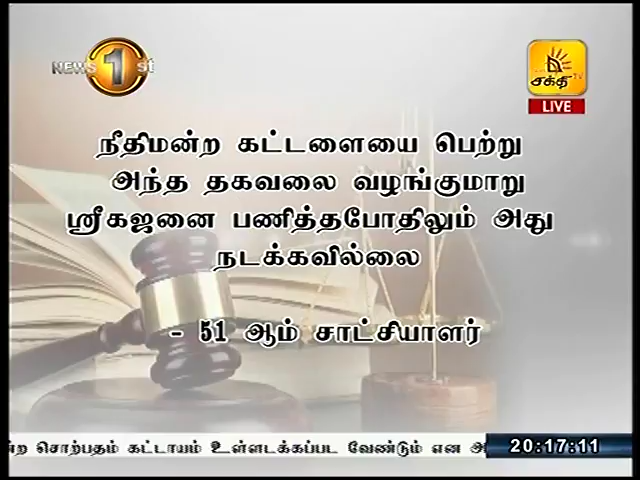 NEWS 1st
சக்தி TV
LIVE
நீதிமன்ற கட்டளையை பெற்று
அந்த தகவலை வழங்குமாறு
ஸ்ரீகஜனை பணித்தபோதிலும் அது
நடக்கவில்லை
- 51 ஆம் சாட்சியாளர்
ன்ற சொற்பதம் கட்டாயம் உள்ளடக்கப்பட வேண்டும் என அ
20:17:11